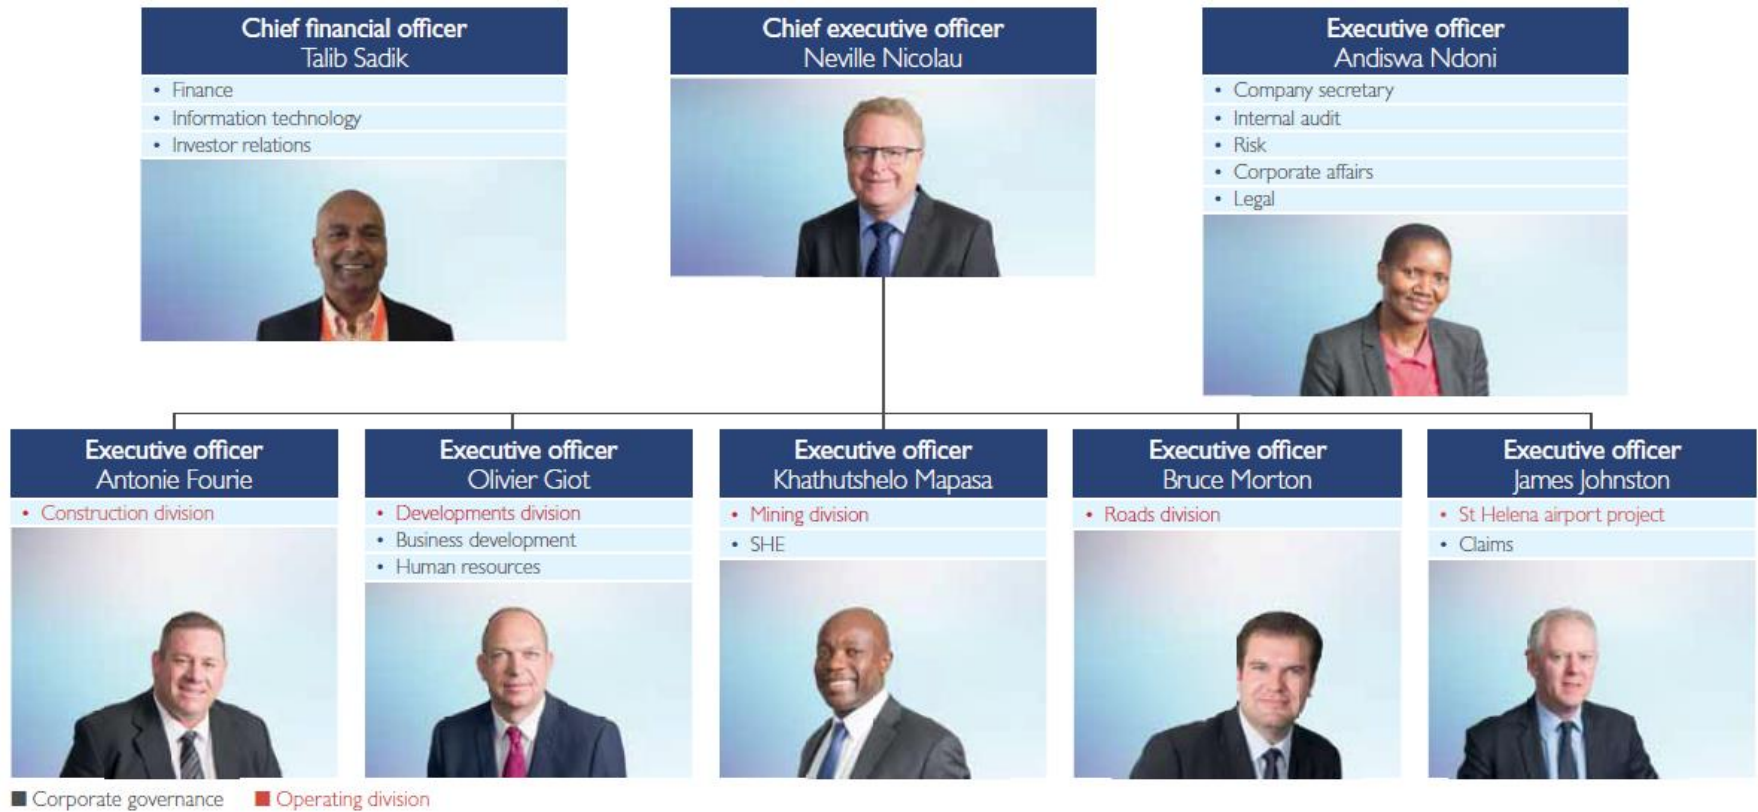 Chief financial officer
Talib Sadik
• Finance
• Information technology
• Investor relations
Chief executive officer
Neville Nicolau
Executive officer
Andiswa Ndoni
• Company secretary
• Internal audit
• Risk
• Corporate affairs
• Legal
Executive officer
Antonie Fourie
• Construction division
Executive officer
Olivier Giot
• Developments division
• Business development
• Human resources
Executive officer
Khathutshelo Mapasa
• Mining division
• SHE
Executive officer
Bruce Morton
• Roads division
Executive officer
James Johnston
• St Helena airport project
• Claims
Corporate governance
Operating division